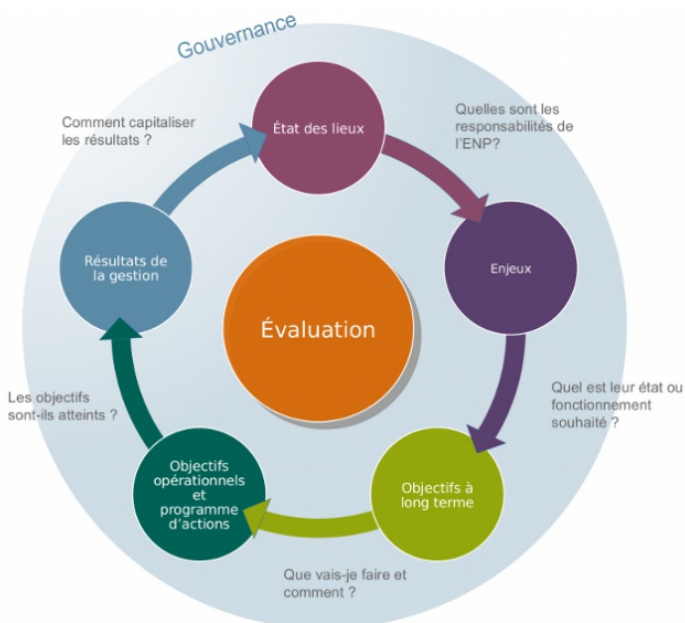 Gouvernance
État des lieux
Quelles sont les
responsabilités de
l'ENP?
Enjeux
Quel est leur état ou
fonctionnement
souhaité ?
Objectifs à
long terme
Que vais-je faire et
comment ?
Objectifs
opérationnels
et
programme
d'actions
Les objectifs
sont-ils atteints ?
Résultats de
la gestion
Comment capitaliser
les résultats ?
Évaluation